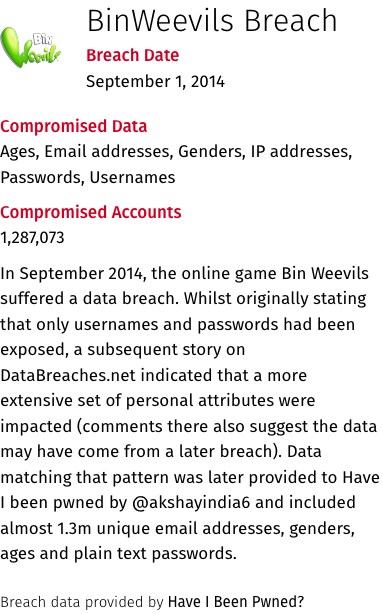 BinWeevils Breach
Bin
Weevils
Breach Date
September 1, 2014
Compromised Data
Ages, Email addresses, Genders, IP addresses,
Passwords, Usernames
Compromised Accounts
1,287,073
In September 2014, the online game Bin Weevils
suffered a data breach. Whilst originally stating
that only usernames and passwords had been
exposed, a subsequent story on
DataBreaches.net indicated that a more
extensive set of personal attributes were
impacted (comments there also suggest the data
may have come from a later breach). Data
matching that pattern was later provided to Have
I been pwned by @akshayindia6 and included
almost 1.3m unique email addresses, genders,
ages and plain text passwords.
Breach data provided by Have I Been Pwned?